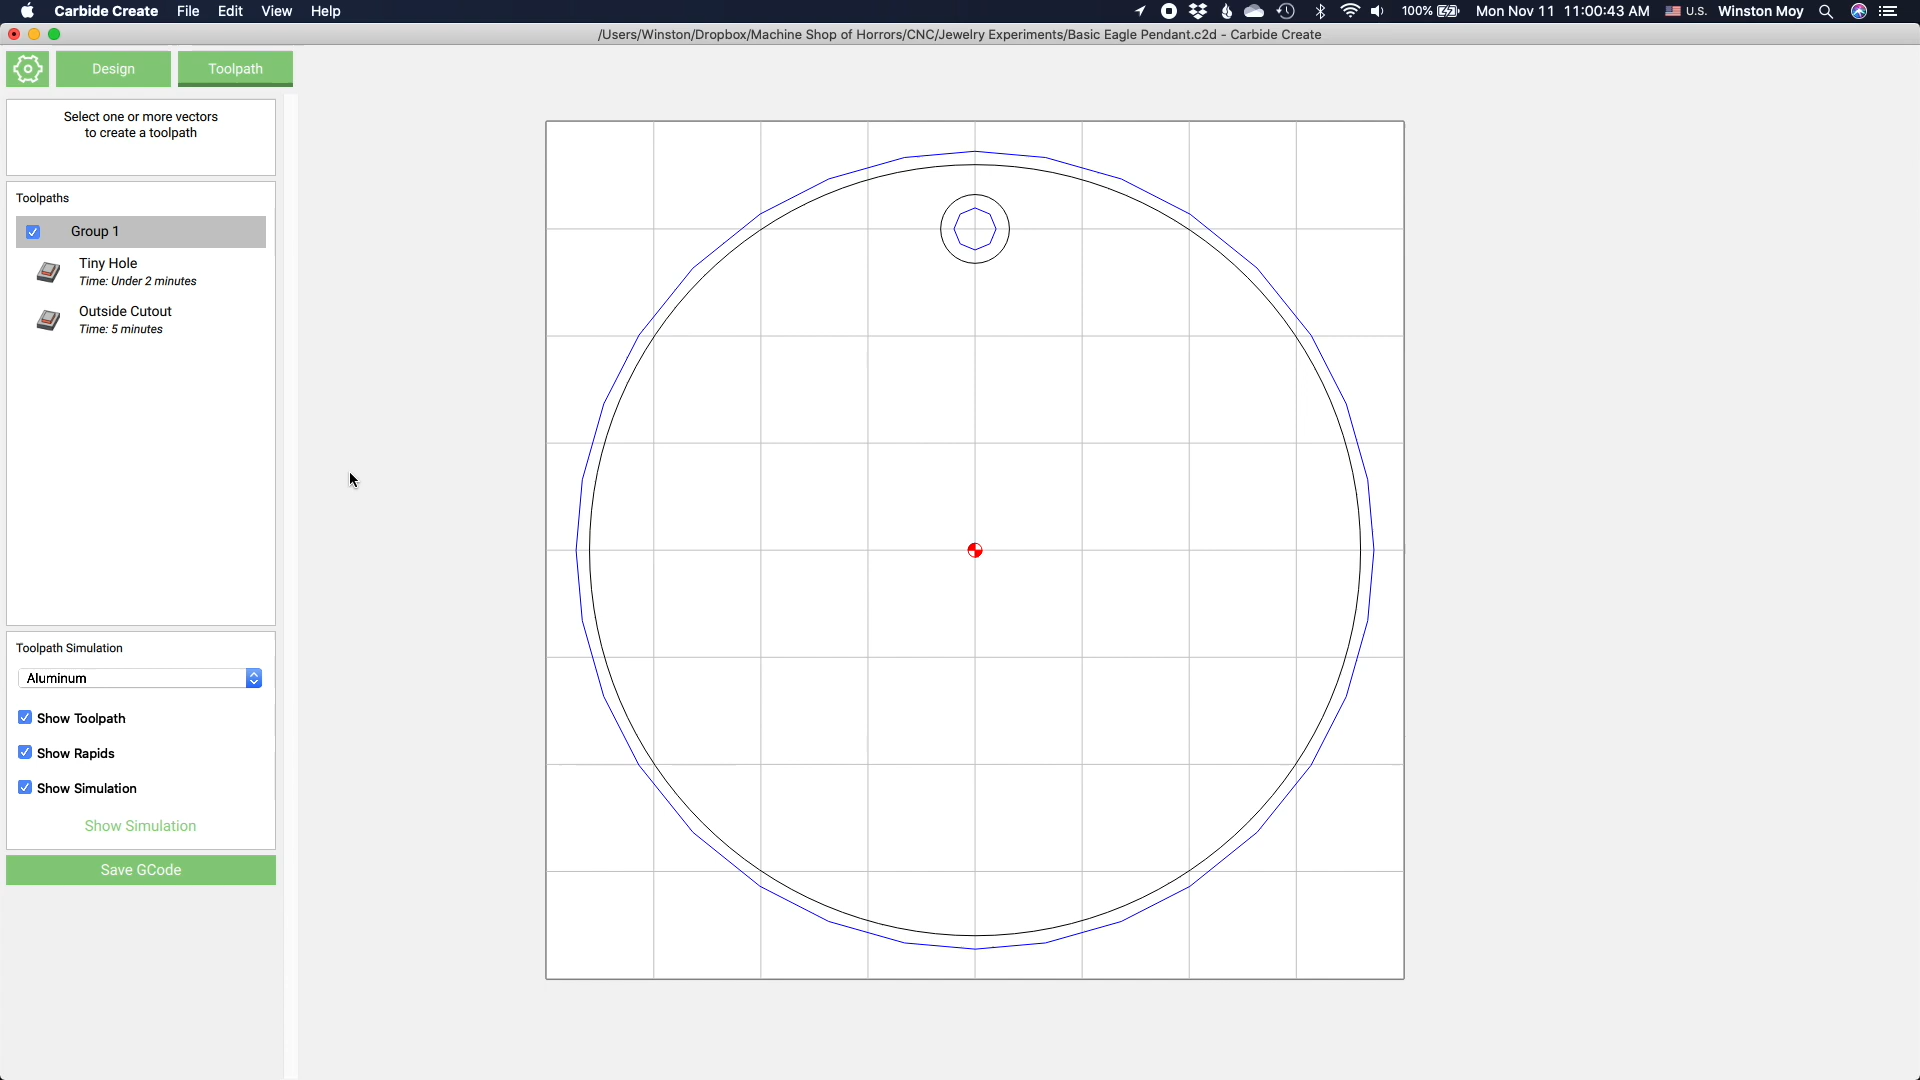 Carbide Create File Edit View Help 100% Mon Nov 11 11:00:43 AM U.S. Winston Moy
/Users/Winston/Dropbox/Machine Shop of Horrors/CNC/Jewelry Experiments/Basic Eagle Pendant.c2d - Carbide Create
Design Toolpath
Select one or more vectors
to create a toolpath
Toolpaths
Group 1
Tiny Hole
Time: Under 2 minutes
Outside Cutout
Time: 5 minutes
Toolpath Simulation
Aluminum
Show Toolpath
Show Rapids
Show Simulation
Show Simulation
Save GCode